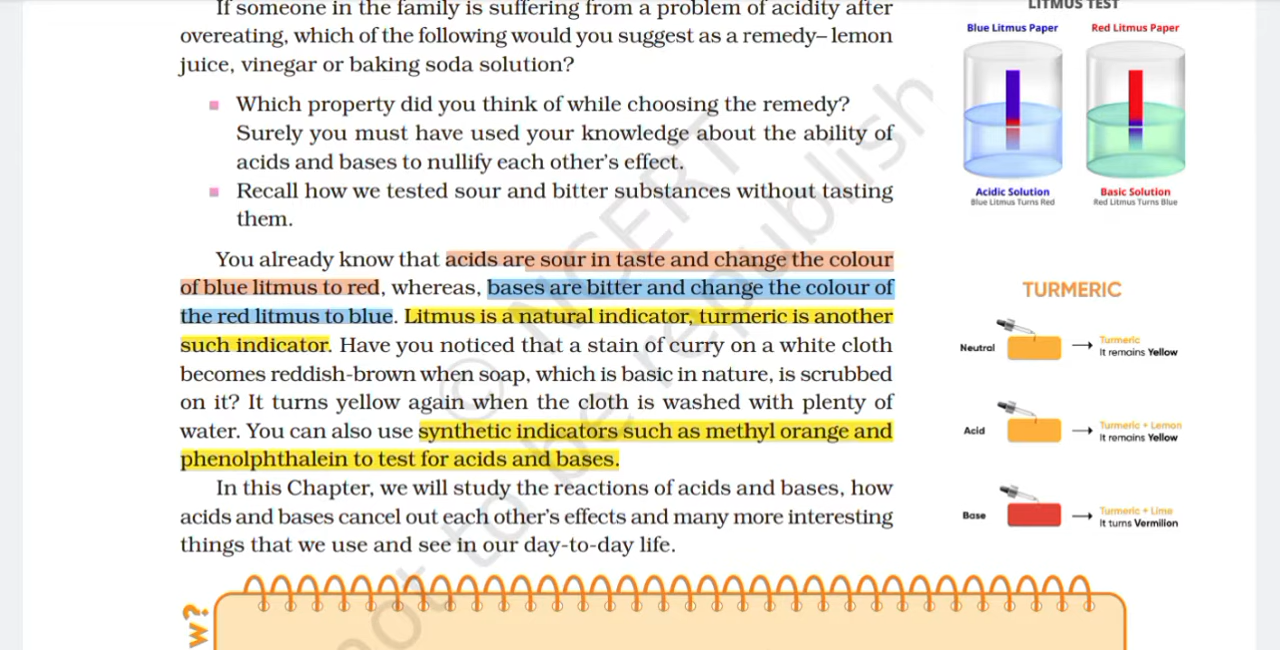 If someone in the family is suffering from a problem of acidity after
overeating, which of the following would you suggest as a remedy– lemon
juice, vinegar or baking soda solution?
Which property did you think of while choosing the remedy?
Surely you must have used your knowledge about the ability of
acids and bases to nullify each other's effect.
Recall how we tested sour and bitter substances without tasting
them.
You already know that acids are sour in taste and change the colour
of blue litmus to red, whereas, bases are bitter and change the colour of
the red litmus to blue. Litmus is a natural indicator, turmeric is another
such indicator. Have you noticed that a stain of curry on a white cloth
becomes reddish-brown when soap, which is basic in nature, is scrubbed
on it? It turns yellow again when the cloth is washed with plenty of
water. You can also use synthetic indicators such as methyl orange and
phenolphthalein to test for acids and bases.
In this Chapter, we will study the reactions of acids and bases, how
acids and bases cancel out each other's effects and many more interesting
things that we use and see in our day-to-day life.
LITMUS TEST
Blue Litmus Paper
Red Litmus Paper
Acidic Solution
Blue Litmus Turns Red
Basic Solution
Red Litmus Turns Blue
TURMERIC
Neutral
Turmeric
It remains Yellow
Acid
Turmeric + Lemon
It remains Yellow
Base
Turmeric + Lime
It turns Vermilion
w?
© NCERT
not to be republish